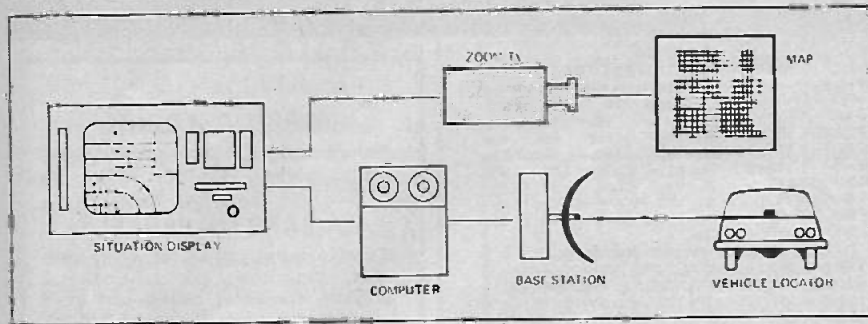 ZOOM TV
MAP
SITUATION DISPLAY
COMPUTER
BASE STATION
VEHICLE LOCATOR